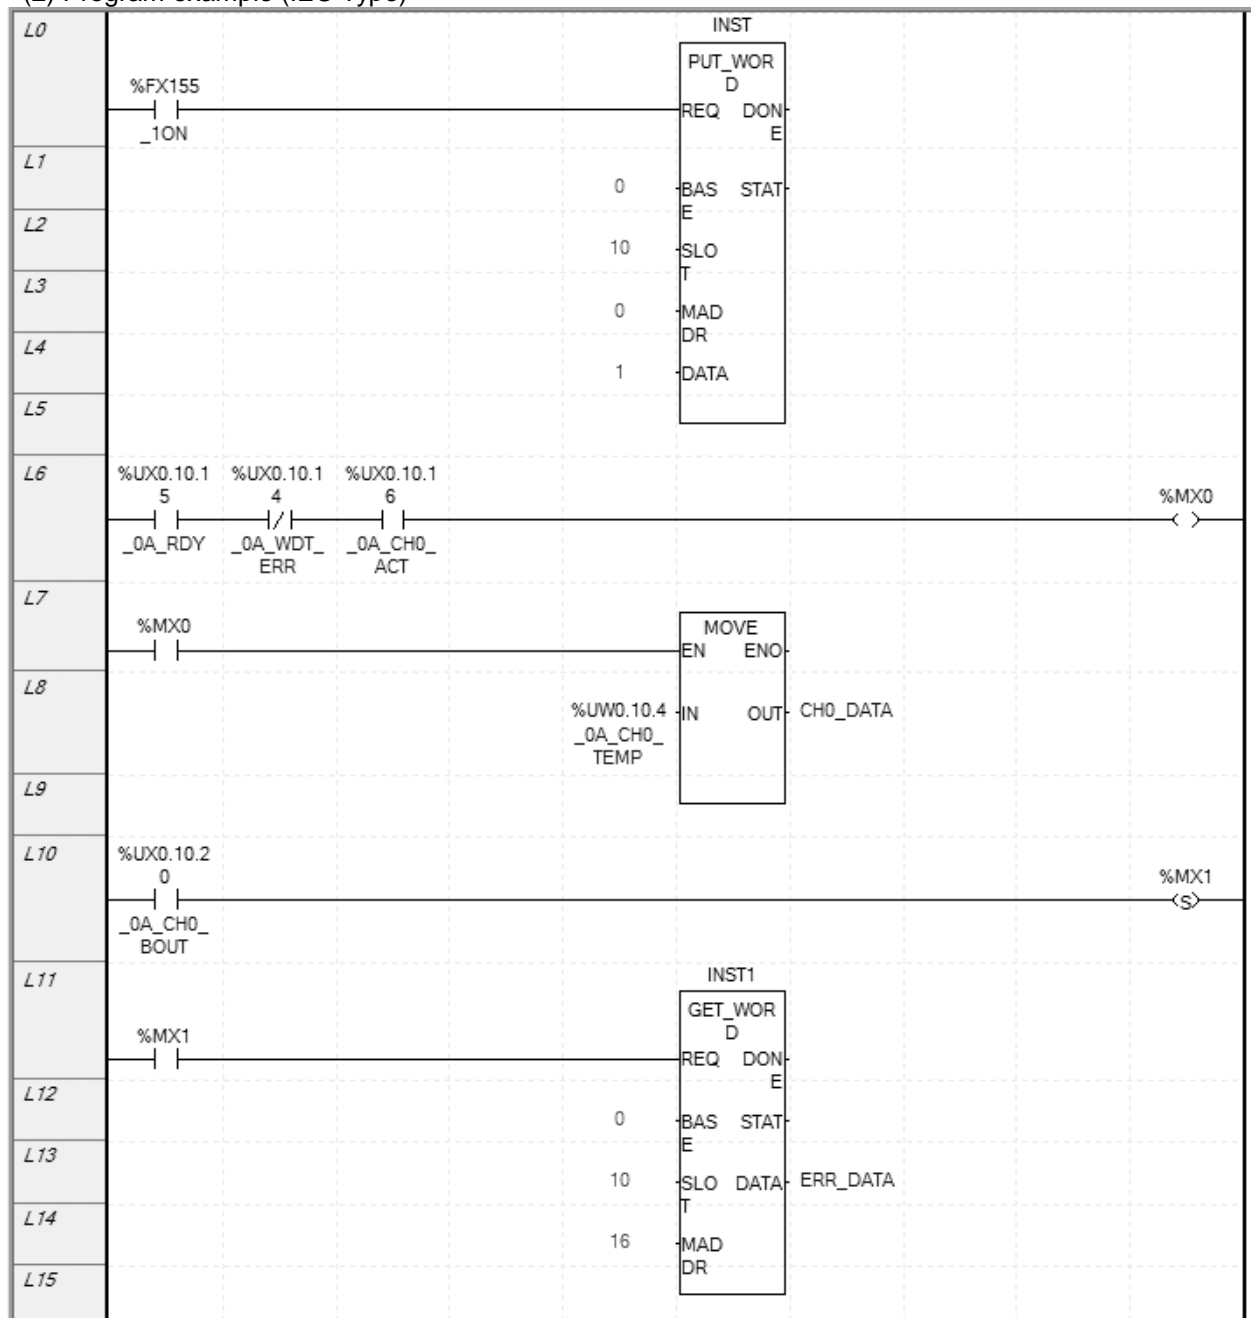 (2) Program example (IEC Type)
L0
INST
PUT_WOR
D
%FX155
REQ DON
E
_1ON
L1
0
BAS STAT
E
L2
10
SLO
T
L3
0
MAD
DR
L4
1
DATA
L5
L6
%UX0.10.1 %UX0.10.1 %UX0.10.1
5 4 6
%MX0
_0A_RDY _0A_WDT_ _0A_CH0_
ERR ACT
L7
%MX0
MOVE
EN ENO
L8
%UW0.10.4 IN OUT CH0_DATA
_0A_CH0_
TEMP
L9
L10
%UX0.10.2
0
%MX1
S
_0A_CH0_
BOUT
L11
INST1
GET_WOR
D
%MX1
REQ DON
E
L12
0
BAS STAT
E
L13
10
SLO DATA ERR_DATA
T
L14
16
MAD
DR
L15